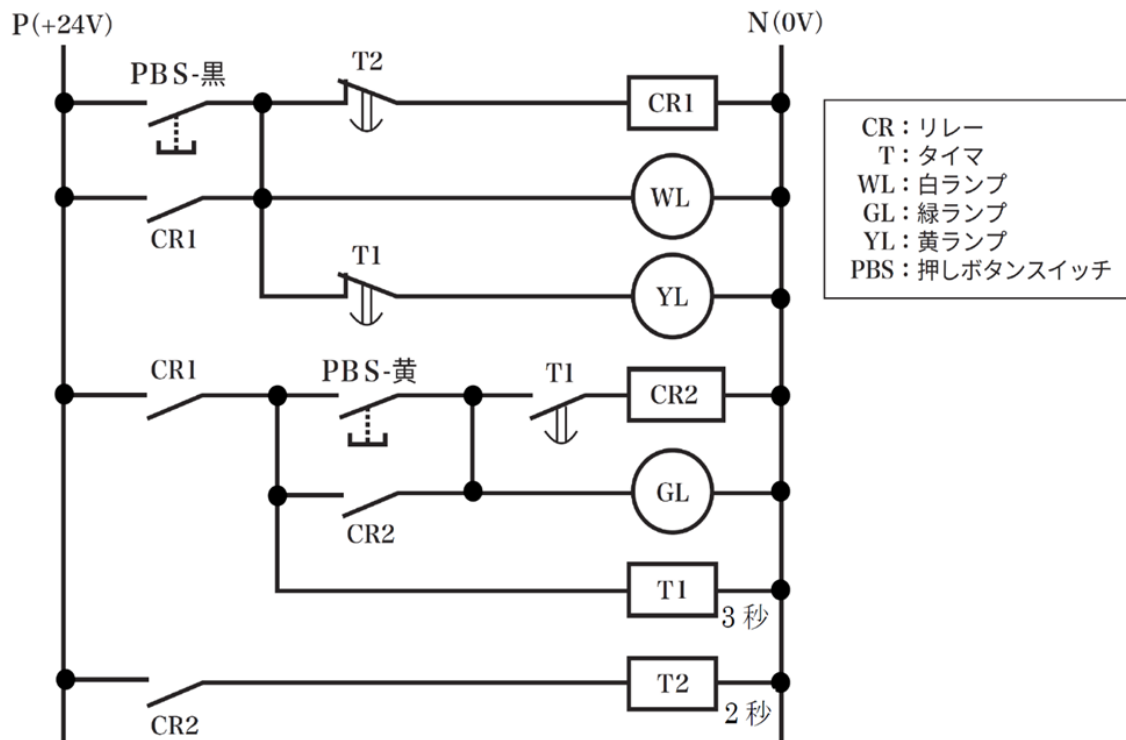 P(+24V)
N(0V)
PBS-黒
T2
CR1
CR1
WL
T1
YL
CR1
PBS-黄
T1
CR2
CR2
GL
T1
3秒
CR2
T2
2秒
CR：リレー
T：タイマ
WL：白ランプ
GL：緑ランプ
YL：黄ランプ
PBS：押しボタンスイッチ